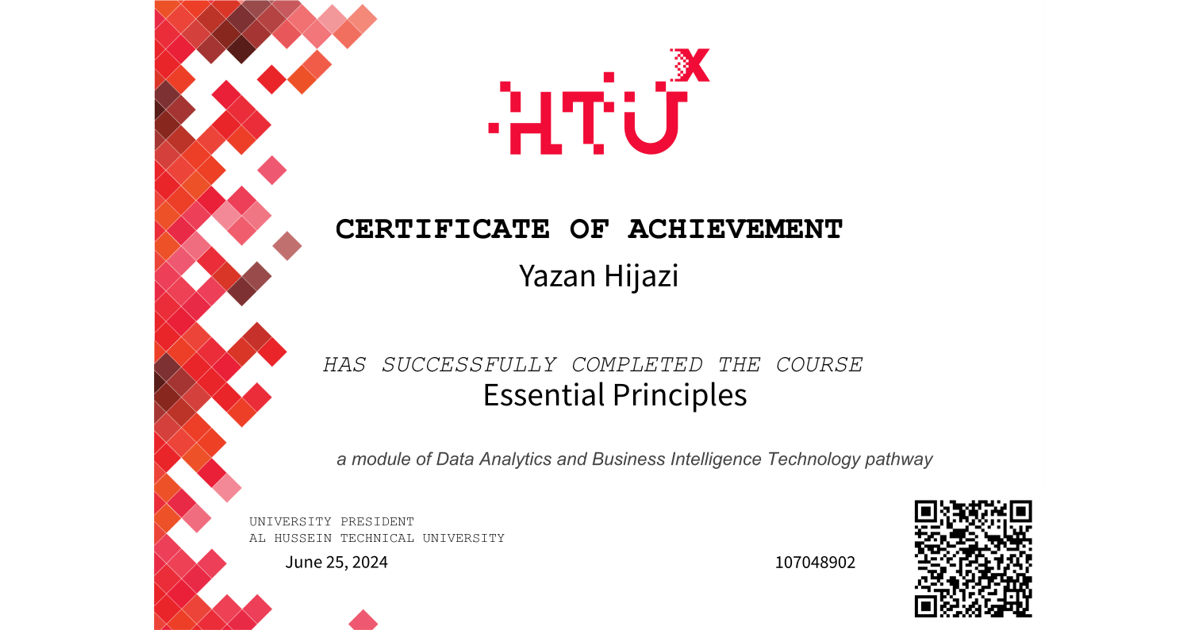 HTU X
CERTIFICATE OF ACHIEVEMENT
Yazan Hijazi
HAS SUCCESSFULLY COMPLETED THE COURSE
Essential Principles
a module of Data Analytics and Business Intelligence Technology pathway
UNIVERSITY PRESIDENT
AL HUSSEIN TECHNICAL UNIVERSITY
June 25, 2024
107048902